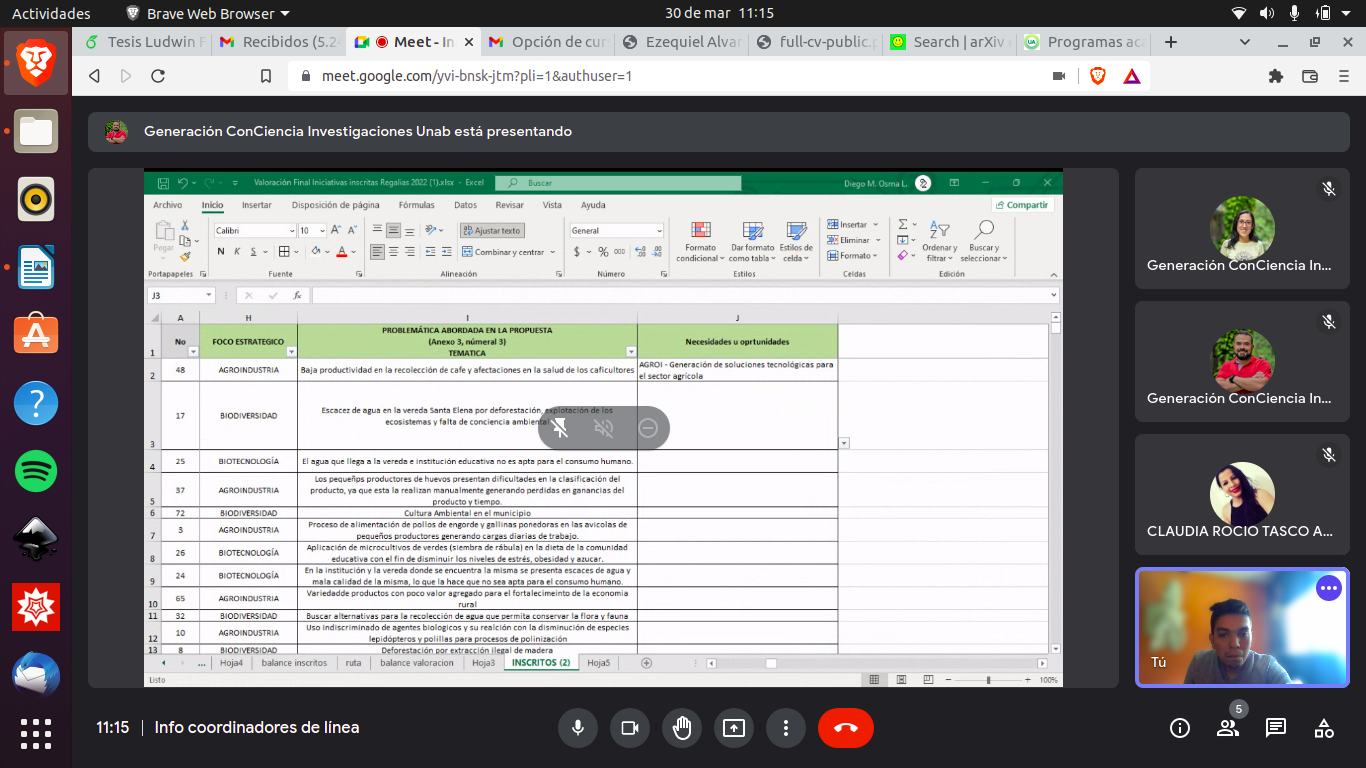 Actividades
Brave Web Browser
30 de mar 11:15
Tesis Ludwin F
Recibidos (5.24
Meet - In
Opción de cur
Ezequiel Alvar
full-cv-public.p
Search | arXiv
Programas aca
meet.google.com/yvi-bnsk-jtm?pli=1&authuser=1
Generación ConCiencia Investigaciones Unab está presentando
Valoración Final Iniciativas inscritas Regalias 2022 (1).xlsx - Excel
Buscar
Diego M. Osma L.
Archivo Inicio Insertar Disposición de página Fórmulas Datos Revisar Vista Ayuda
Compartir
Pegar
Calibri 10
N K S
Ajustar texto
Combinar y centrar
General
$ % 000
Formato condicional
Dar formato como tabla
Estilos de celda
Insertar
Eliminar
Formato
Ordenar y filtrar
Buscar y seleccionar
Portapapeles Fuente Alineación Número Estilos Celdas Edición
J3
fx
A H I J
1 No FOCO ESTRATEGICO PROBLEMÁTICA ABORDADA EN LA PROPUESTA
(Anexo 3, númeral 3)
TEMATICA
Necesidades u oprtunidades
2 48 AGROINDUSTRIA Baja productividad en la recolección de cafe y afectaciones en la salud de los caficultores
AGROI - Generación de soluciones tecnológicas para
el sector agrícola
3 17 BIODIVERSIDAD Escacez de agua en la vereda Santa Elena por deforestación, explotación de los
ecosistemas y falta de conciencia ambiental
4 25 BIOTECNOLOGÍA El agua que llega a la vereda e institución educativa no es apta para el consumo humano.
5 37 AGROINDUSTRIA Los pequeñps productores de huevos presentan dificultades en la clasificación del
producto, ya que esta la realizan manualmente generando perdidas en ganancias del
producto y tiempo.
6 72 BIODIVERSIDAD Cultura Ambiental en el municipio
7 3 AGROINDUSTRIA Proceso de alimentación de pollos de engorde y gallinas ponedoras en las avicolas de
pequeños productores generando cargas diarias de trabajo.
8 26 BIOTECNOLOGÍA Aplicación de microcultivos de verdes (siembra de rábula) en la dieta de la comunidad
educativa con el fin de disminuir los niveles de estrés, obesidad y azucar.
9 24 BIOTECNOLOGÍA En la institución y la vereda donde se encuentra la misma se presenta escaces de agua y
mala calidad de la misma, lo que la hace que no sea apta para el consumo humano.
10 65 AGROINDUSTRIA Variedadde productos con poco valor agregado para el fortalecimeinto de la economia
rural
11 32 BIODIVERSIDAD Buscar alternativas para la recolección de agua que permita conservar la flora y fauna
12 10 AGROINDUSTRIA Uso indiscriminado de agentes biologicos y su realción con la disminución de especies
lepidópteros y polillas para procesos de polinización
13 8 BIODIVERSIDAD Deforestación por extracción ilegal de madera
... Hoja4 balance inscritos ruta balance valoracion Hoja3 INSCRITOS (2) Hoja5
Listo
100%
Generación ConCiencia In...
Generación ConCiencia In...
CLAUDIA ROCIO TASCO A...
Tú
11:15 | Info coordinadores de línea
5